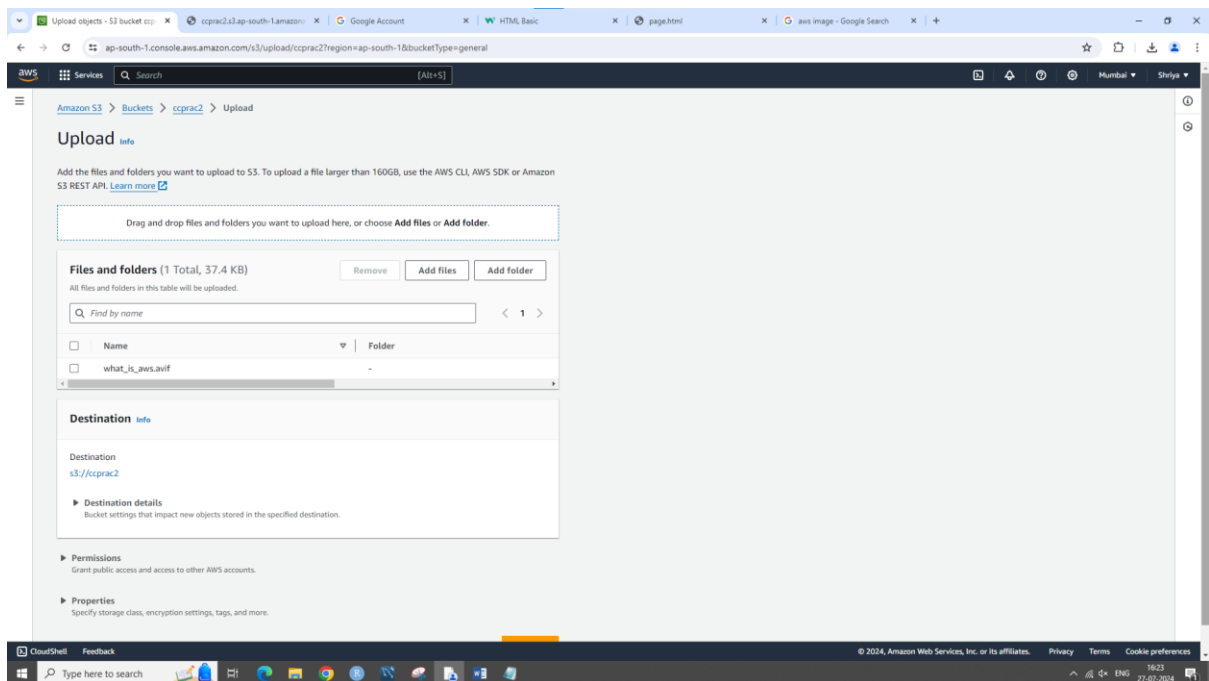 Upload objects - S3 bucket ccp
ccprac2.s3.ap-south-1.amazona
Google Account
HTML Basic
page.html
aws image - Google Search
ap-south-1.console.aws.amazon.com/s3/upload/ccprac2?region=ap-south-1&bucketType=general
aws
Services
Search
[Alt+S]
Mumbai
Shriya
Amazon S3 > Buckets > ccprac2 > Upload
Upload Info
Add the files and folders you want to upload to S3. To upload a file larger than 160GB, use the AWS CLI, AWS SDK or Amazon
S3 REST API. Learn more
Drag and drop files and folders you want to upload here, or choose Add files or Add folder.
Files and folders (1 Total, 37.4 KB)
Remove
Add files
Add folder
All files and folders in this table will be uploaded.
Find by name
1
Name
Folder
what_is_aws.avif
-
Destination Info
Destination
s3://ccprac2
Destination details
Bucket settings that impact new objects stored in the specified destination.
Permissions
Grant public access and access to other AWS accounts.
Properties
Specify storage class, encryption settings, tags, and more.
CloudShell
Feedback
© 2024, Amazon Web Services, Inc. or its affiliates.
Privacy
Terms
Cookie preferences
Type here to search
ENG
16:23
27-07-2024